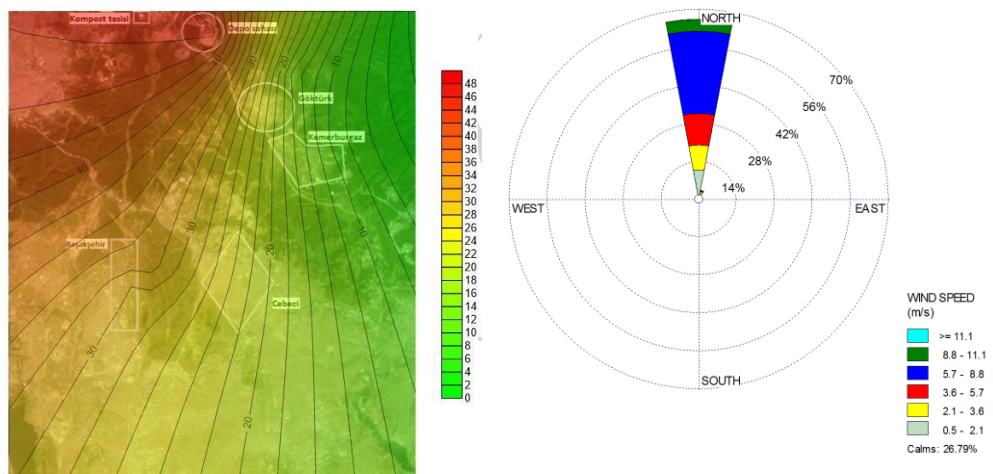 Kompost tesisi
Depo sahası
40
30
20
10
Göktürk
Kemerburgaz
40
30
Başakşehir
20
Cebeci
30
20
48
46
44
42
40
38
36
34
32
30
28
26
24
22
20
18
16
14
12
10
8
6
4
2
0
NORTH
70%
56%
42%
28%
14%
WEST
EAST
SOUTH
WIND SPEED
(m/s)
>= 11.1
8.8 - 11.1
5.7 - 8.8
3.6 - 5.7
2.1 - 3.6
0.5 - 2.1
Calms: 26.79%